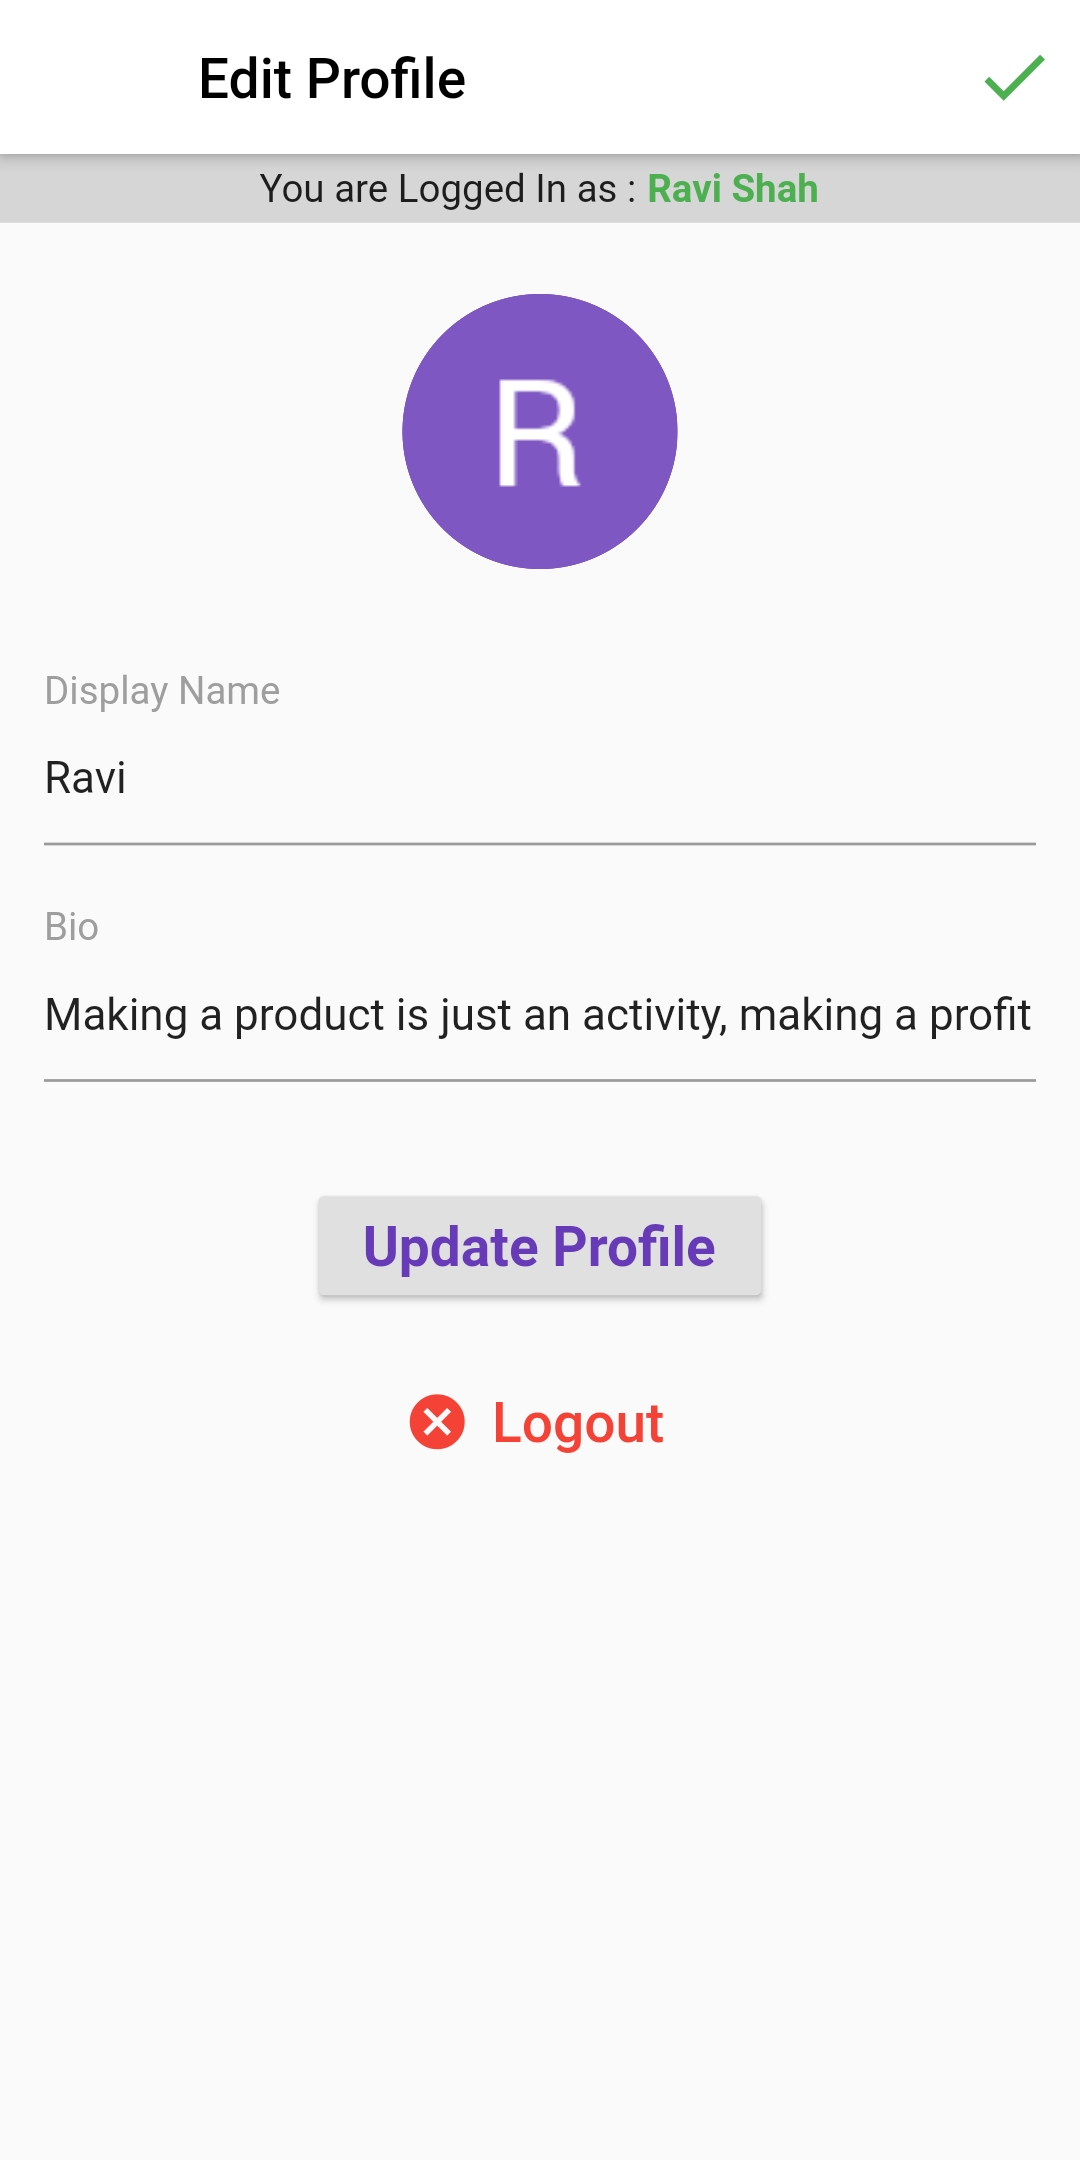 Edit Profile
You are Logged In as : Ravi Shah
R
Display Name
Ravi
Bio
Making a product is just an activity, making a profit
Update Profile
Logout